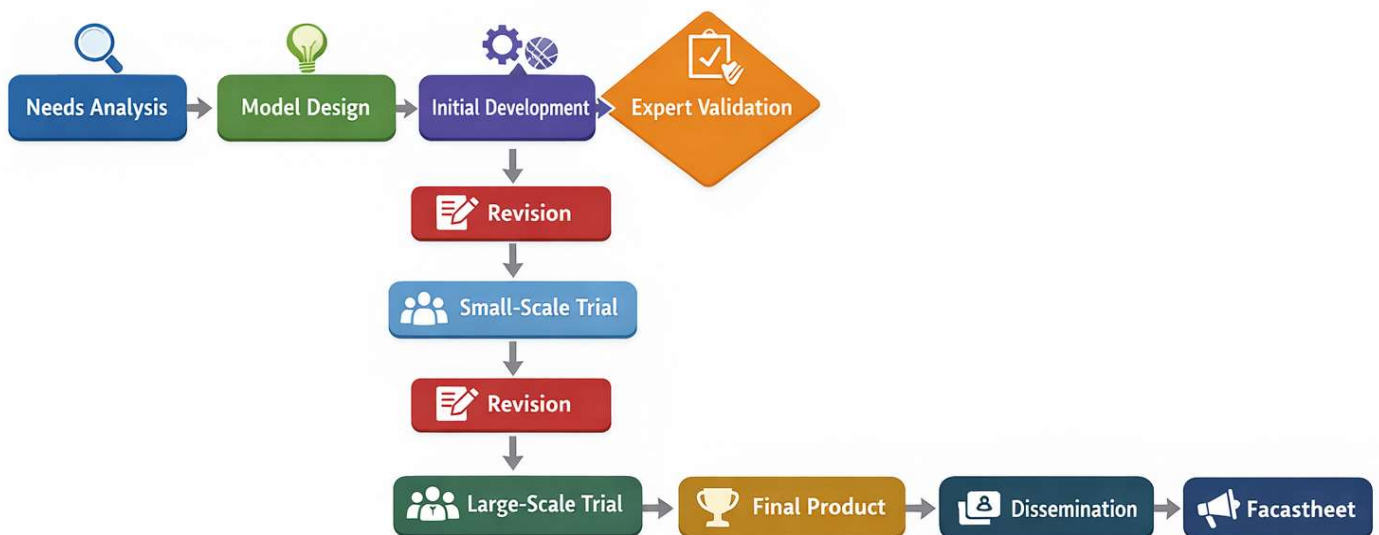 Needs Analysis
Model Design
Initial Development
Expert Validation
Revision
Small-Scale Trial
Revision
Large-Scale Trial
Final Product
Dissemination
Facastheet